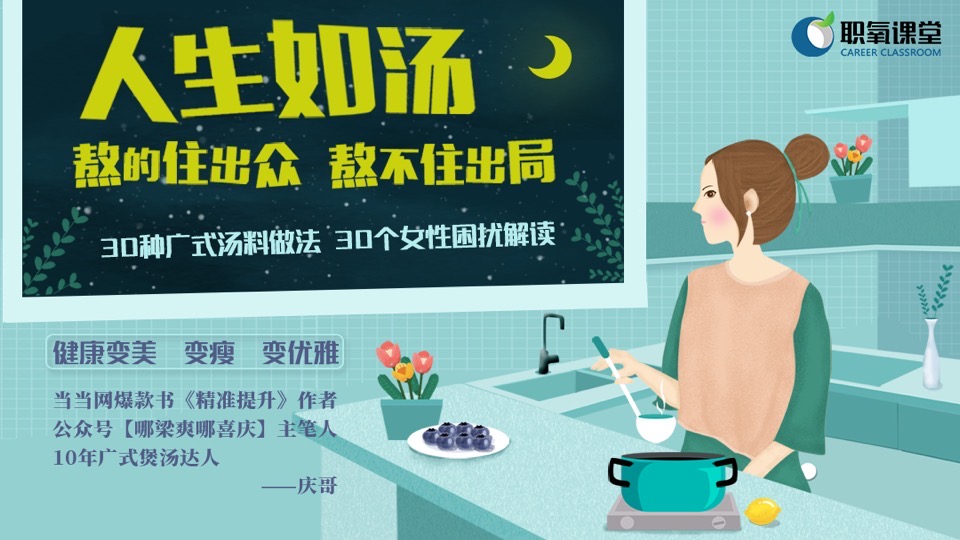 人生如汤
职氧课堂
CAREER CLASSROOM
熬的住出众 熬不住出局
30种广式汤料做法 30个女性困扰解读
健康变美 变瘦 变优雅
当当网爆款书《精准提升》作者
公众号【哪梁爽哪喜庆】主笔人
10年广式煲汤达人
——庆哥